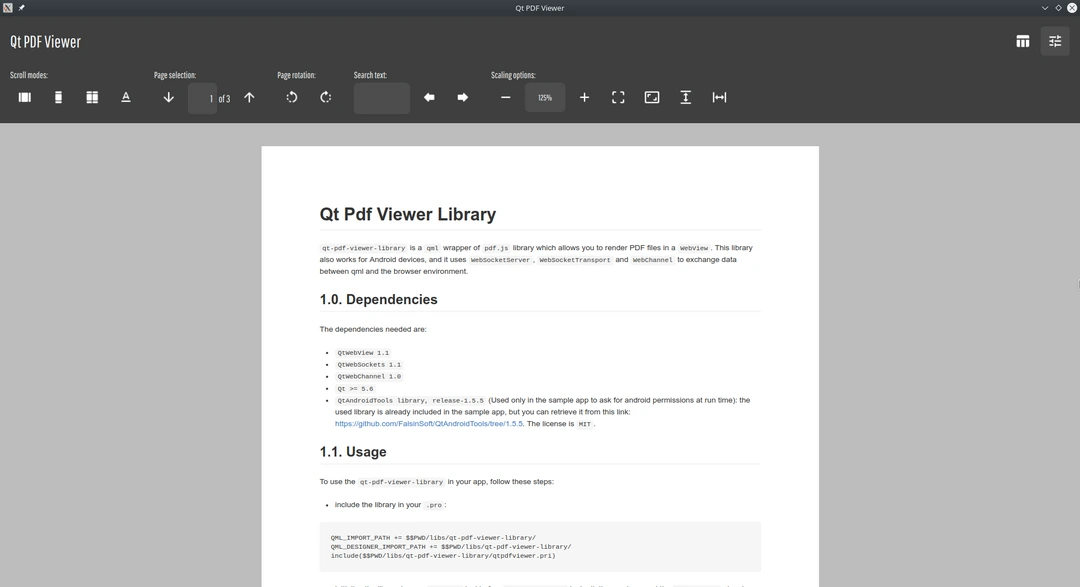 Qt PDF Viewer
Qt PDF Viewer
Scroll modes: Page selection: Page rotation: Search text: Scaling options:
A 1 of 3 125%
Qt Pdf Viewer Library
qt-pdf-viewer-library is a qml wrapper of pdf.js library which allows you to render PDF files in a Webview. This library
also works for Android devices, and it uses WebSocketServer, WebSocketTransport and WebChannel to exchange data
between qml and the browser environment.
1.0. Dependencies
The dependencies needed are:
• QtWebView 1.1
• QtWebSockets 1.1
• QtWebChannel 1.0
• Qt >= 5.6
• QtAndroidTools library, release-1.5.5 (Used only in the sample app to ask for android permissions at run time): the
used library is already included in the sample app, but you can retrieve it from this link:
https://github.com/FalsinSoft/QtAndroidTools/tree/1.5.5. The license is MIT.
1.1. Usage
To use the qt-pdf-viewer-library in your app, follow these steps:
• include the library in your .pro:
QML_IMPORT_PATH += $$PWD/libs/qt-pdf-viewer-library/
QML_DESIGNER_IMPORT_PATH += $$PWD/libs/qt-pdf-viewer-library/
include($$PWD/libs/qt-pdf-viewer-library/qtpdfviewer.pri)